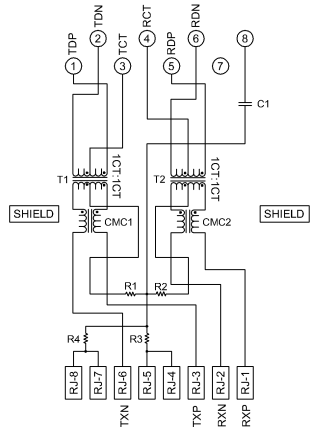 TDP
TDN
TCT
RCT
RDP
RDN
1
2
3
4
5
6
7
8
C1
T1
1CT:1CT
T2
1CT:1CT
SHIELD
CMC1
CMC2
SHIELD
R1
R2
R4
R3
RJ-8
RJ-7
RJ-6
RJ-5
RJ-4
RJ-3
RJ-2
RJ-1
TXN
TXP
RXN
RXP